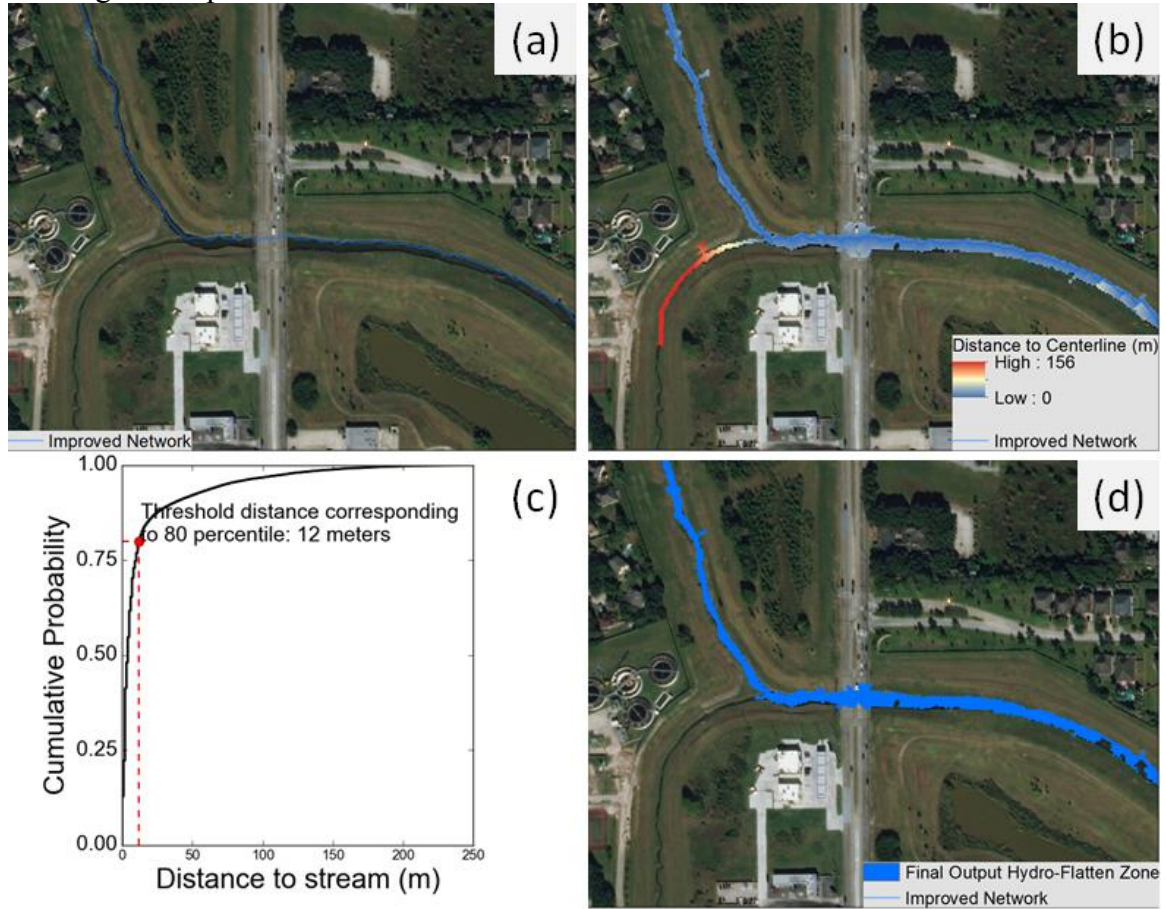 (a)
Improved Network
(b)
Distance to Centerline (m)
High : 156
Low : 0
Improved Network
(c)
Cumulative Probability
1.00
0.75
0.50
0.25
0.00
Threshold distance corresponding
to 80 percentile: 12 meters
0 50 100 150 200 250
Distance to stream (m)
(d)
Final Output Hydro-Flatten Zone
Improved Network